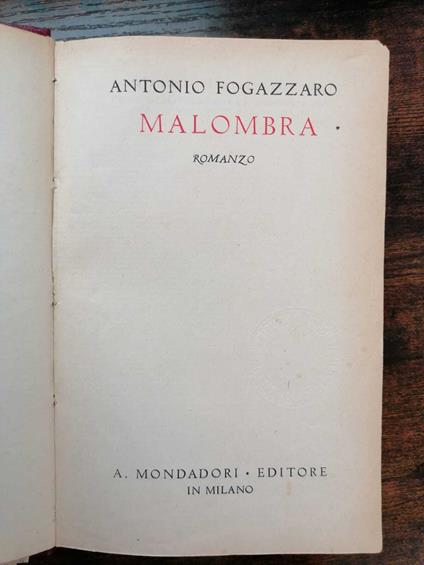 ANTONIO FOGAZZARO
MALOMBRA
ROMANZO
A. MONDADORI • EDITORE
IN MILANO